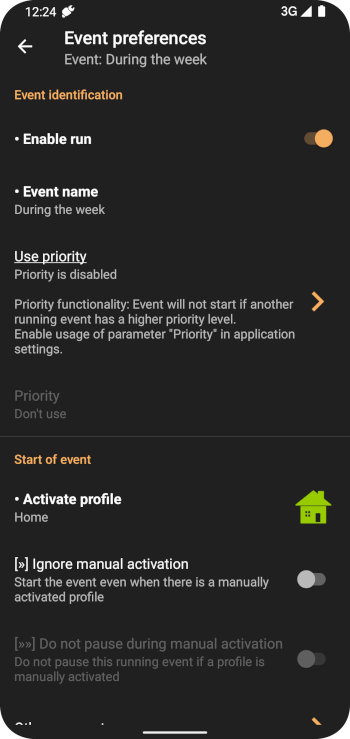 12:24 3G
Event preferences
Event: During the week
Event identification
• Enable run
• Event name
During the week
Use priority
Priority is disabled
Priority functionality: Event will not start if another
running event has a higher priority level.
Enable usage of parameter "Priority" in application
settings.
Priority
Don't use
Start of event
• Activate profile
Home
[»] Ignore manual activation
Start the event even when there is a manually
activated profile
[»»] Do not pause during manual activation
Do not pause this running event if a profile is
manually activated